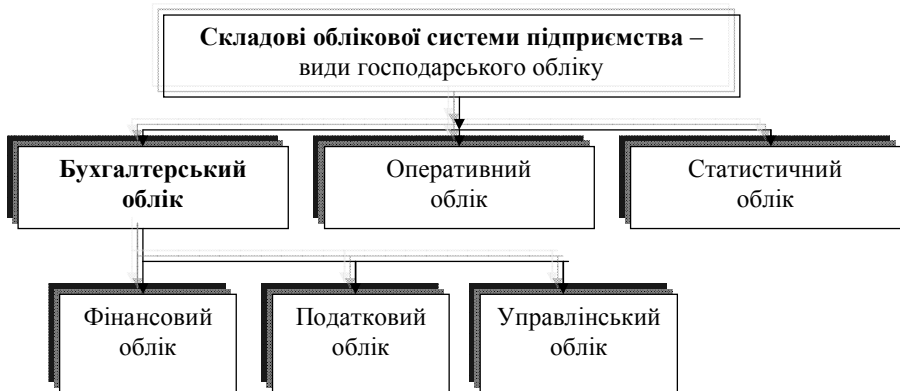 Складові облікової системи підприємства –
види господарського обліку
Бухгалтерський
облік
Оперативний
облік
Статистичний
облік
Фінансовий
облік
Податковий
облік
Управлінський
облік